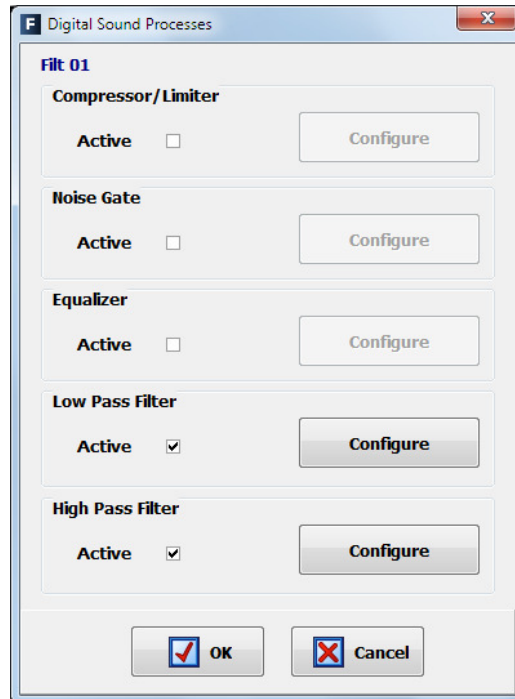 F Digital Sound Processes
Filt 01
Compressor/Limiter
Active Configure
Noise Gate
Active Configure
Equalizer
Active Configure
Low Pass Filter
Active Configure
High Pass Filter
Active Configure
OK Cancel